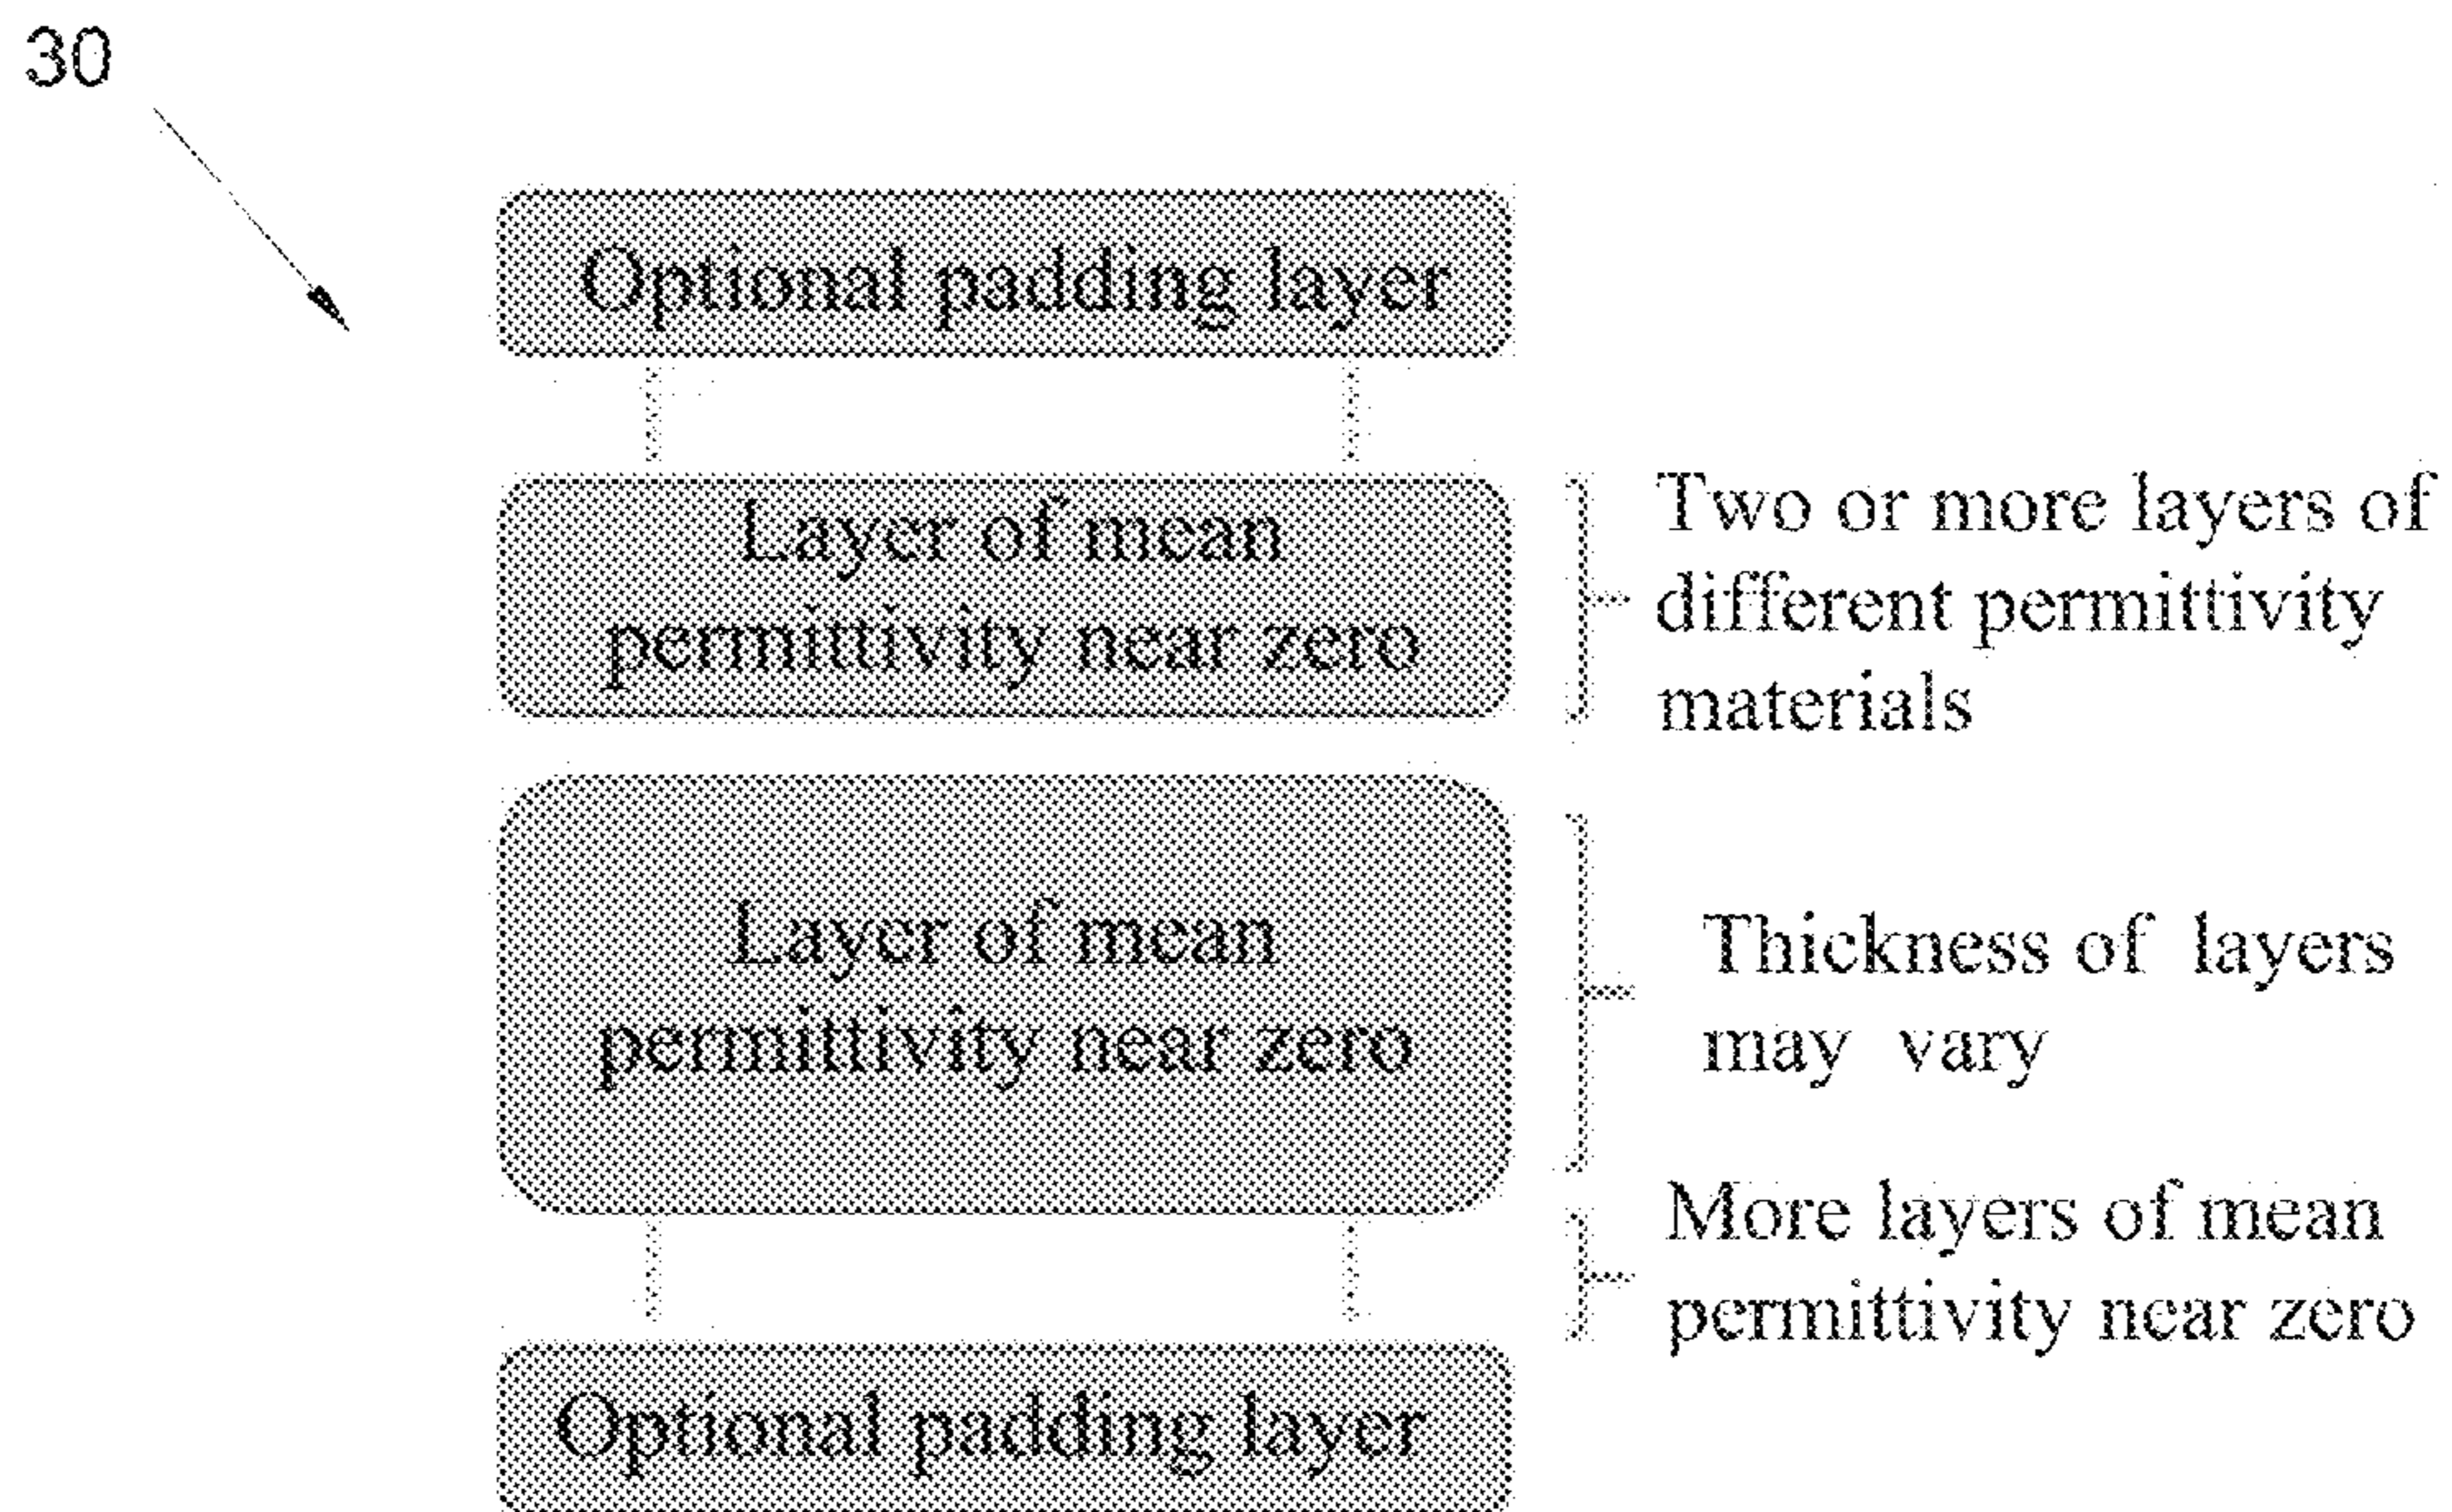 30
Optional padding layer
Layer of mean
permittivity near zero
Two or more layers of
different permittivity
materials
Layer of mean
permittivity near zero
Thickness of layers
may vary
More layers of mean
permittivity near zero
Optional padding layer